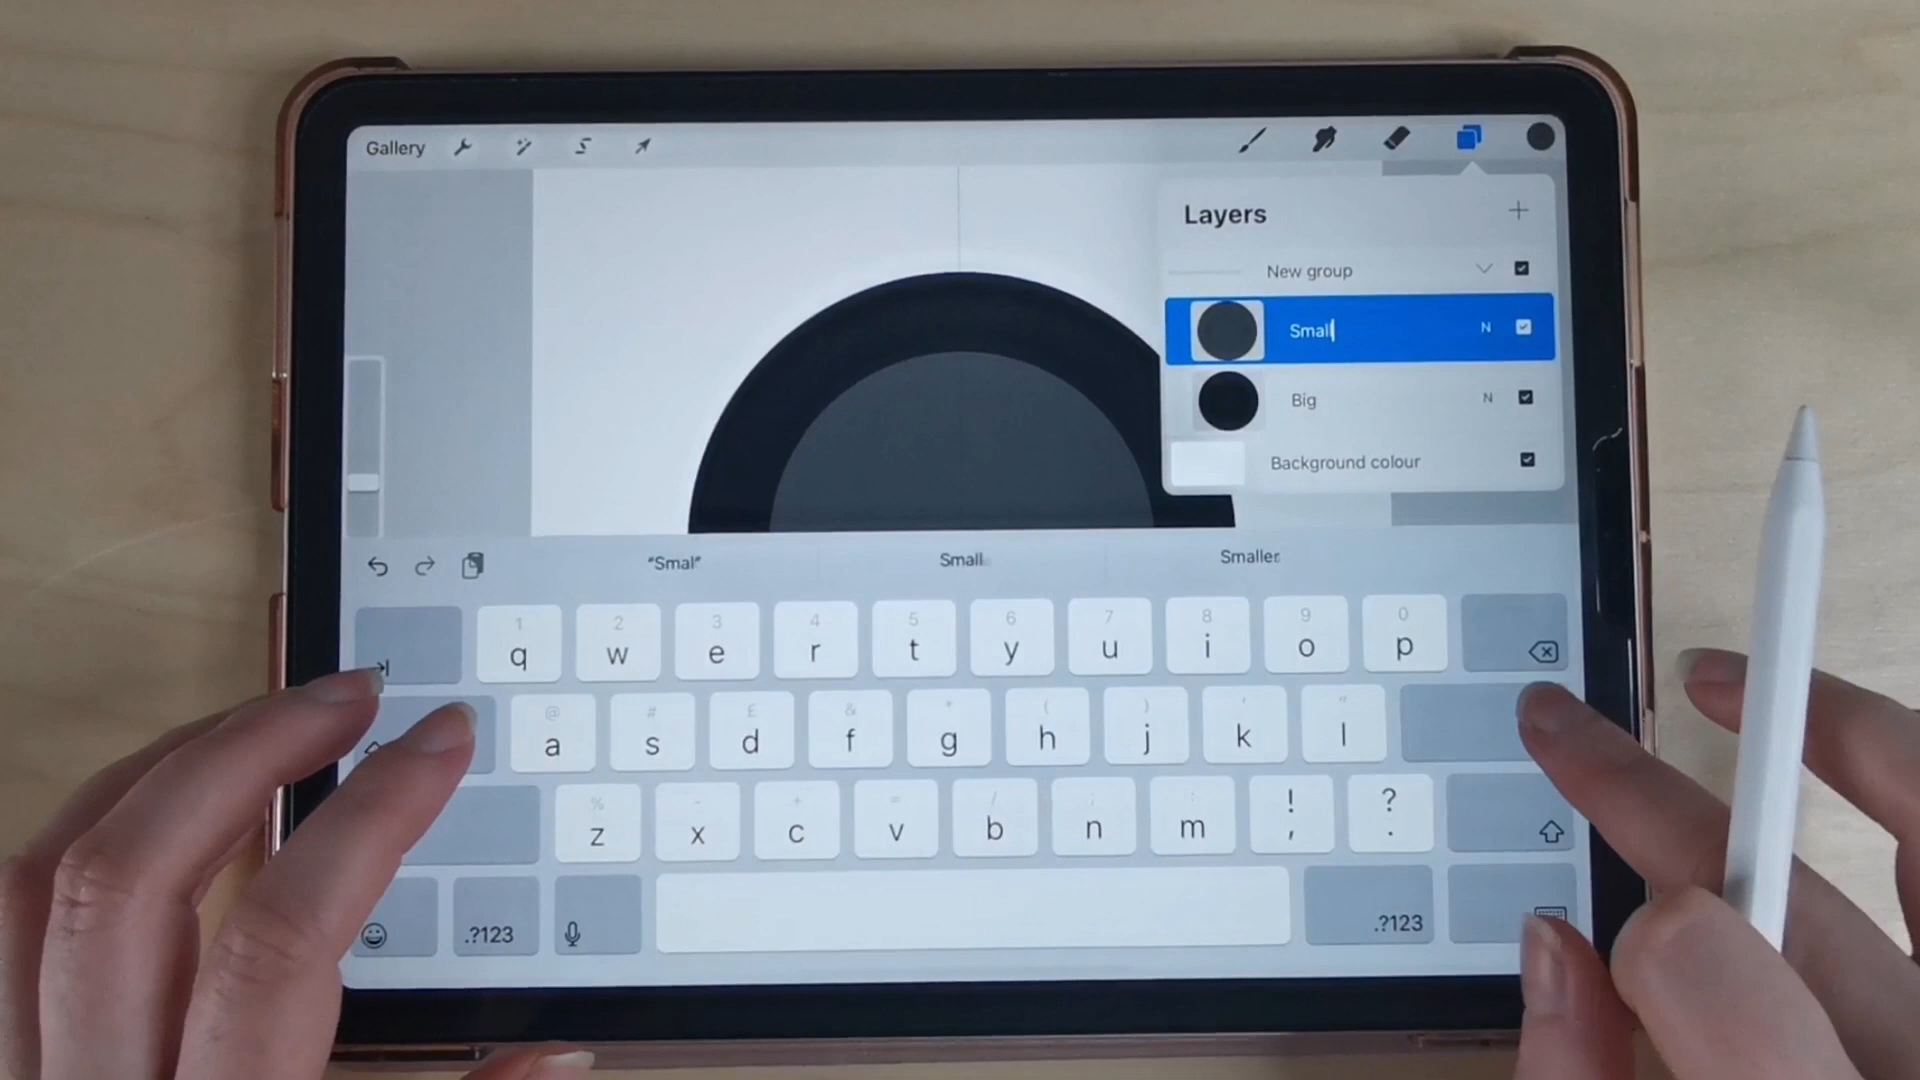 Gallery
Layers
New group
Small
N
Big
N
Background colour
"Smal"
Small
Smaller
1 2 3 4 5 6 7 8 9 0
q w e r t y u i o p
@ # £ & * ( ) ' "
a s d f g h j k l
% - + = / ; : ! ?
z x c v b n m , .
.?123
.?123